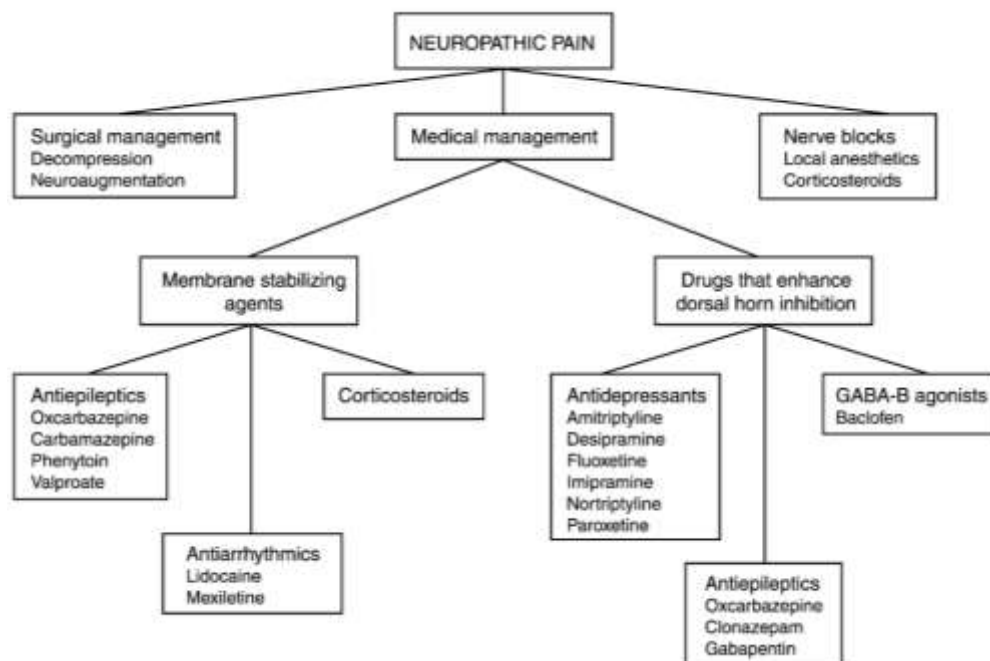 NEUROPATHIC PAIN
Surgical management
Decompression
Neuroaugmentation
Medical management
Nerve blocks
Local anesthetics
Corticosteroids
Membrane stabilizing
agents
Drugs that enhance
dorsal horn inhibition
Antiepileptics
Oxcarbazepine
Carbamazepine
Phenytoin
Valproate
Corticosteroids
Antidepressants
Amitriptyline
Desipramine
Fluoxetine
Imipramine
Nortriptyline
Paroxetine
GABA-B agonists
Baclofen
Antiarrhythmics
Lidocaine
Mexiletine
Antiepileptics
Oxcarbazepine
Clonazepam
Gabapentin